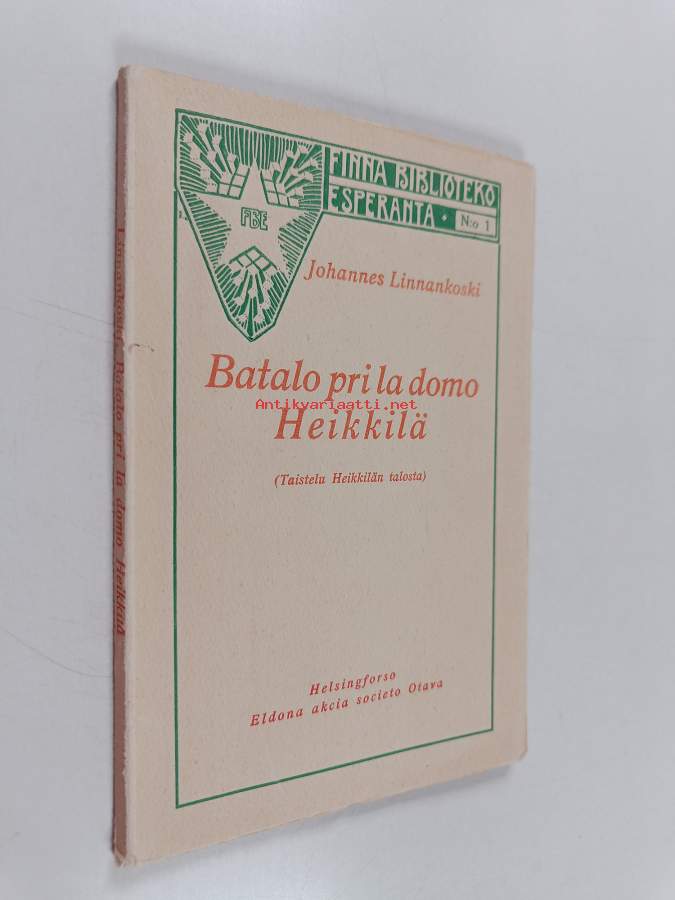 FINNA BIBLIOTEKO
ESPERANTA · N:o 1
FBE
Johannes Linnankoski
Batalo pri la domo
Antikvariaatti.net
Heikkilä
(Taistelu Heikkilän talosta)
Helsingforso
Eldona akcia societo Otava
Linnankoski, Batalo pri la domo Heikkilä